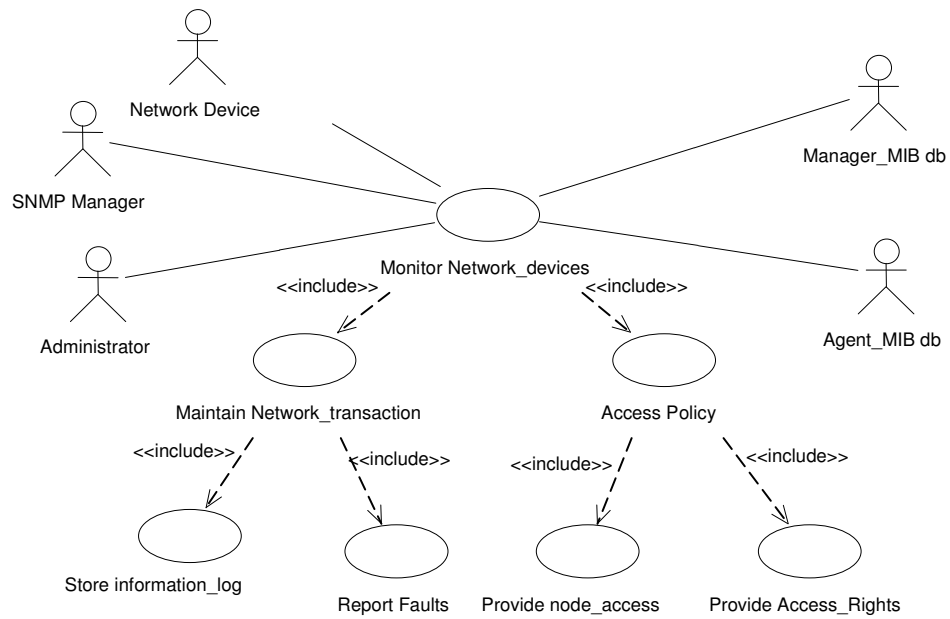 Network Device
Manager_MIB db
SNMP Manager
Monitor Network_devices
<<include>>
<<include>>
Administrator
Agent_MIB db
Maintain Network_transaction
Access Policy
<<include>>
<<include>>
<<include>>
<<include>>
Store information_log
Report Faults
Provide node_access
Provide Access_Rights